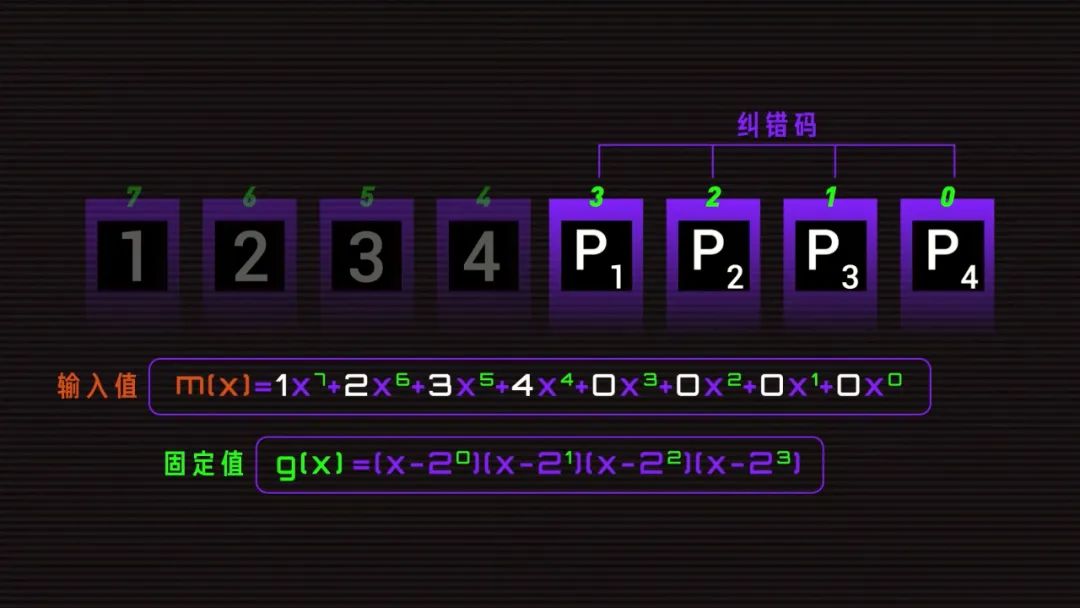 纠错码
7 6 5 4 3 2 1 0
1 2 3 4 P₁ P₂ P₃ P₄
输入值 m(x)=1x⁷+2x⁶+3x⁵+4x⁴+0x³+0x²+0x¹+0x⁰
固定值 g(x)=(x-2⁰)(x-2¹)(x-2²)(x-2³)